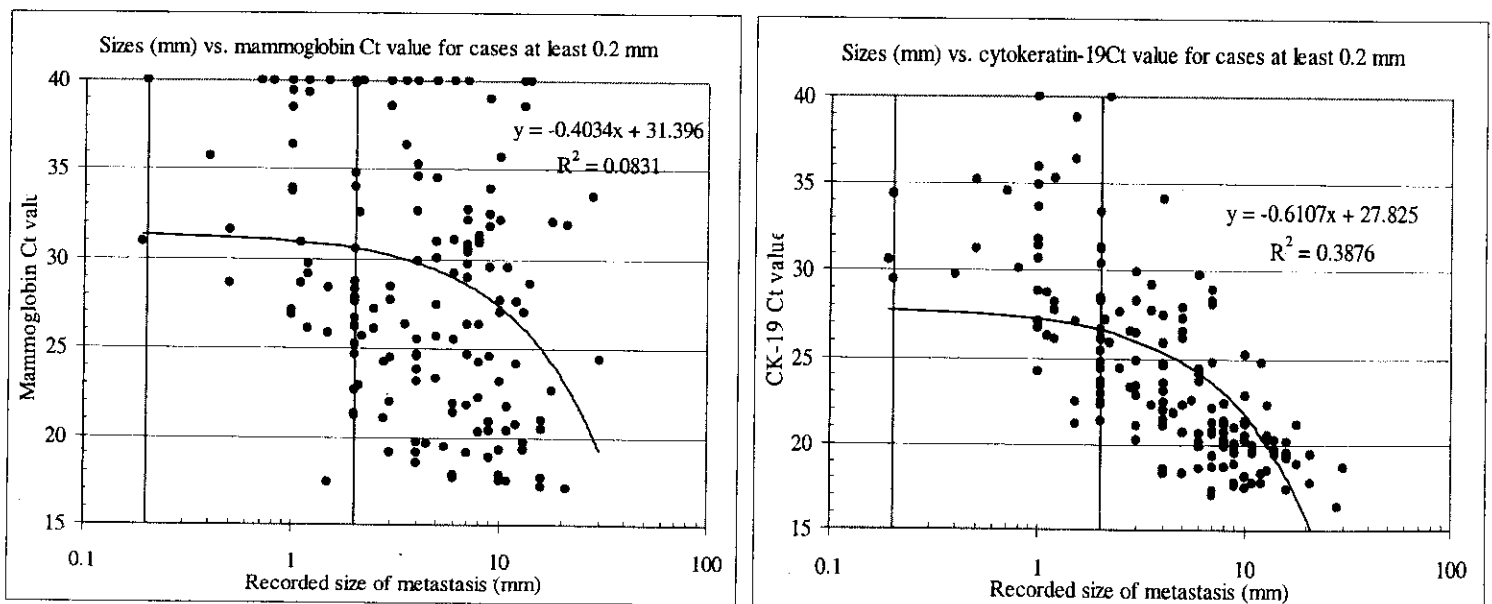 Sizes (mm) vs. mammoglobin Ct value for cases at least 0.2 mm
40
35
30
25
20
15
Mammoglobin Ct valu
y = -0.4034x + 31.396
R² = 0.0831
0.1
1
10
100
Recorded size of metastasis (mm)
Sizes (mm) vs. cytokeratin-19Ct value for cases at least 0.2 mm
40
35
30
25
20
15
CK-19 Ct value
y = -0.6107x + 27.825
R² = 0.3876
0.1
1
10
100
Recorded size of metastasis (mm)